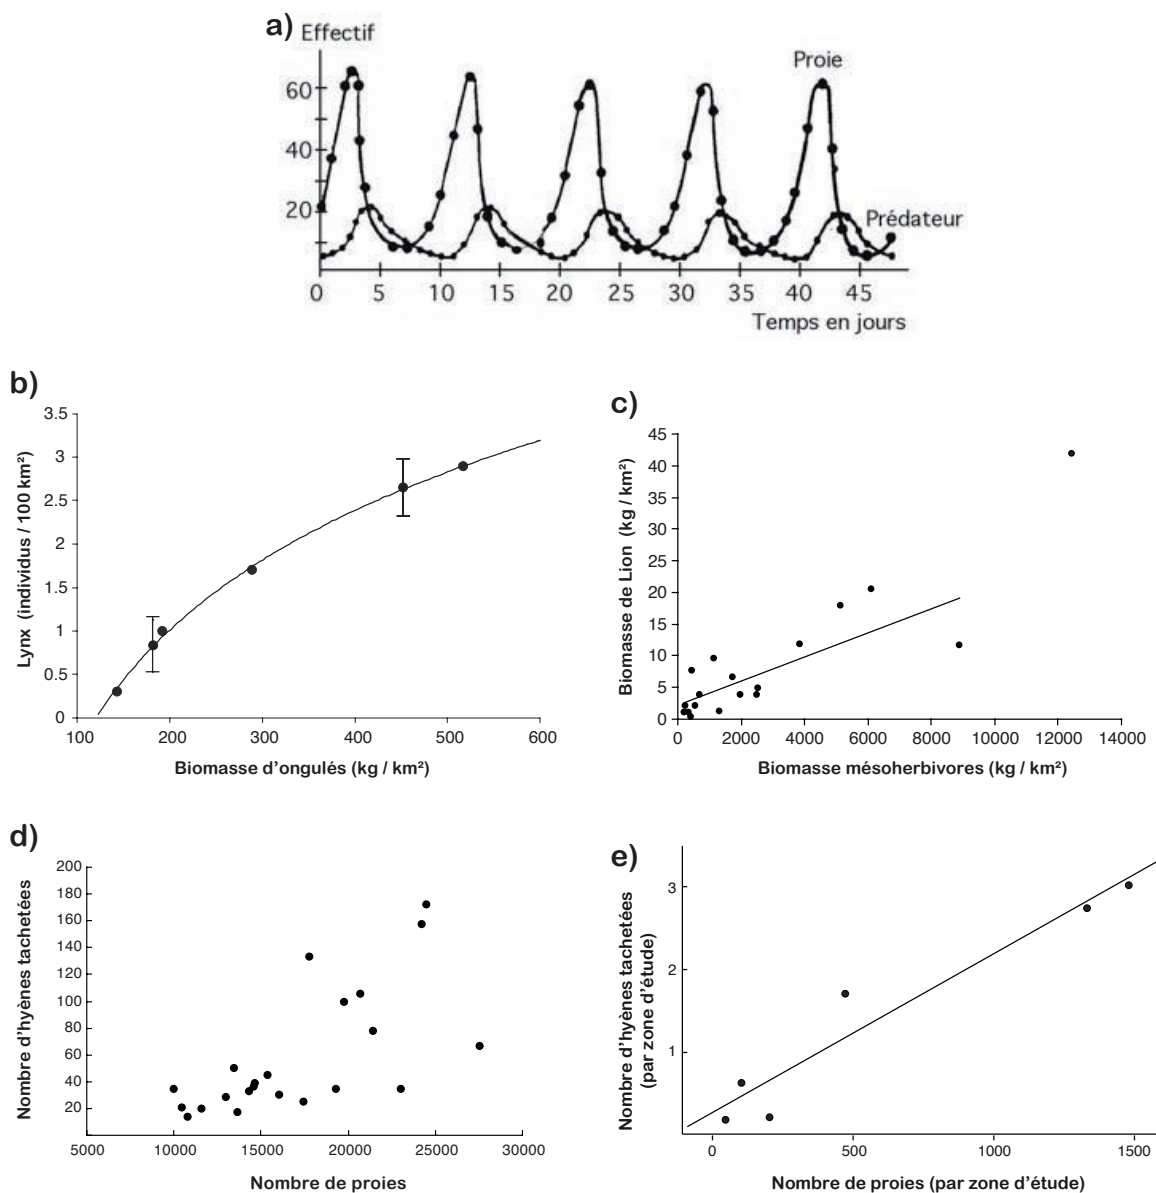 a)
Effectif
60
40
20
Proie
Prédateur
0 5 10 15 20 25 30 35 40 45
Temps en jours
b)
3.5
3
2.5
2
1.5
1
0.5
0
Lynx (individus / 100 km²)
100 200 300 400 500 600
Biomasse d'ongulés (kg / km²)
c)
45
40
35
30
25
20
15
10
5
0
Biomasse de Lion (kg / km²)
0 2000 4000 6000 8000 10000 12000 14000
Biomasse mésoherbivores (kg / km²)
d)
200
180
160
140
120
100
80
60
40
20
Nombre d'hyènes tachetées
5000 10000 15000 20000 25000 30000
Nombre de proies
e)
3
2
1
Nombre d'hyènes tachetées
(par zone d'étude)
0 500 1000 1500
Nombre de proies (par zone d'étude)